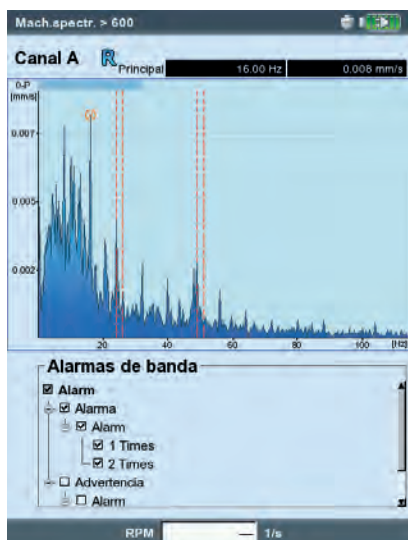 Mach.spectr. > 600
Canal A R Principal 16.00 Hz 0.008 mm/s
0-P
[mm/s]
0.007
0.005
0.002
20 40 60 80 100 [Hz]
Alarmas de banda
Alarm
Alarma
Alarm
1 Times
2 Times
Advertencia
Alarm
RPM — 1/s